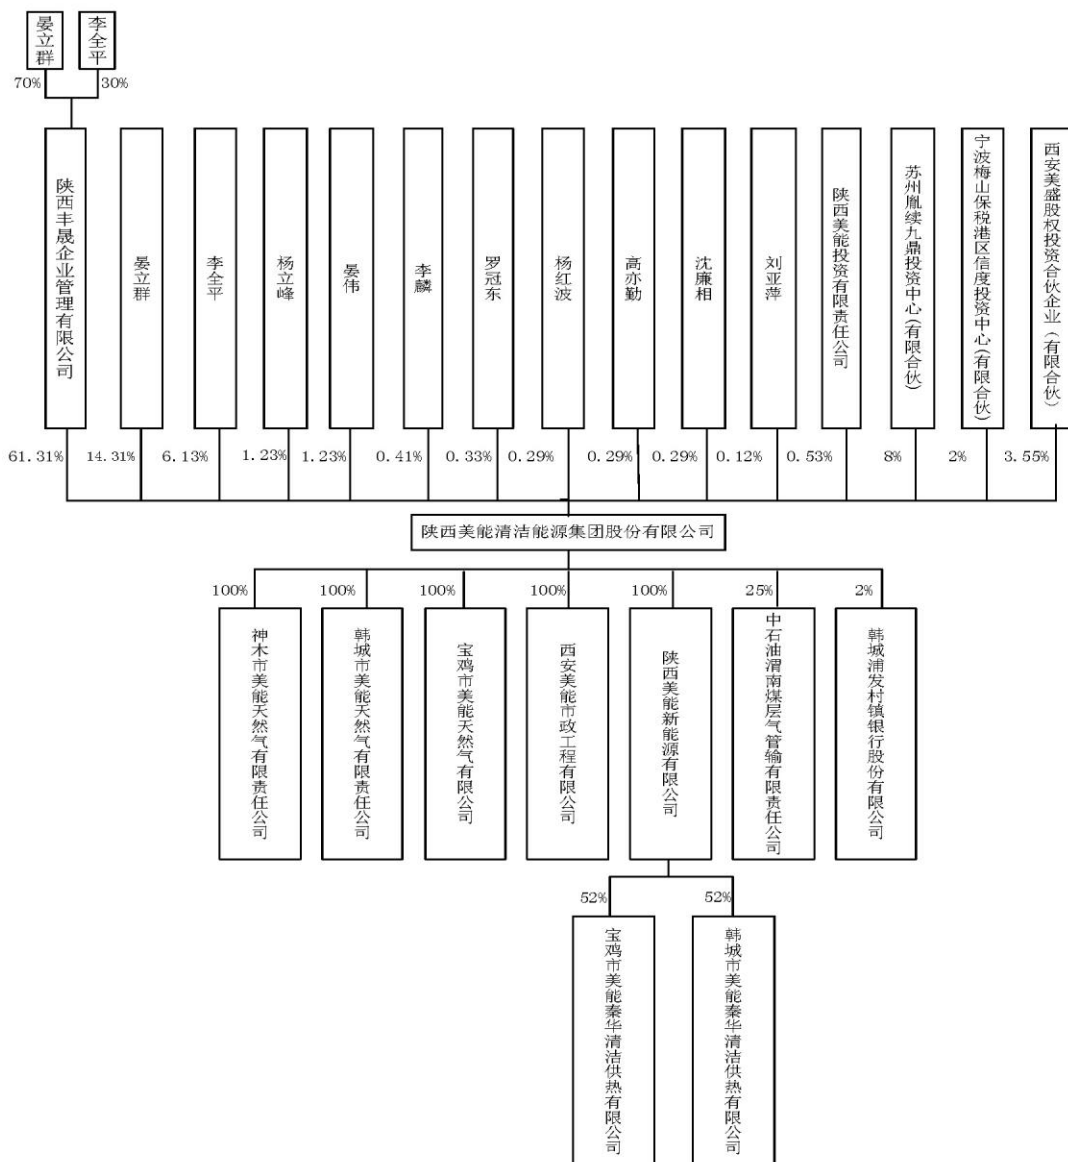 晏立群
李全平
70%
30%
陕西丰晟企业管理有限公司
晏立群
李全平
杨立峰
晏伟
李麟
罗冠东
杨红波
高亦勤
沈廉相
刘亚萍
陕西美能投资有限责任公司
苏州胤续九鼎投资中心(有限合伙)
宁波梅山保税港区信度投资中心(有限合伙)
西安美盛股权投资合伙企业(有限合伙)
61.31%
14.31%
6.13%
1.23%
1.23%
0.41%
0.33%
0.29%
0.29%
0.29%
0.12%
0.53%
8%
2%
3.55%
陕西美能清洁能源集团股份有限公司
100%
100%
100%
100%
100%
25%
2%
神木市美能天然气有限责任公司
韩城市美能天然气有限责任公司
宝鸡市美能天然气有限公司
西安美能市政工程有限公司
陕西美能新能源有限公司
中石油渭南煤层气管输有限责任公司
韩城浦发村镇银行股份有限公司
52%
52%
宝鸡市美能秦华清洁供热有限公司
韩城市美能秦华清洁供热有限公司